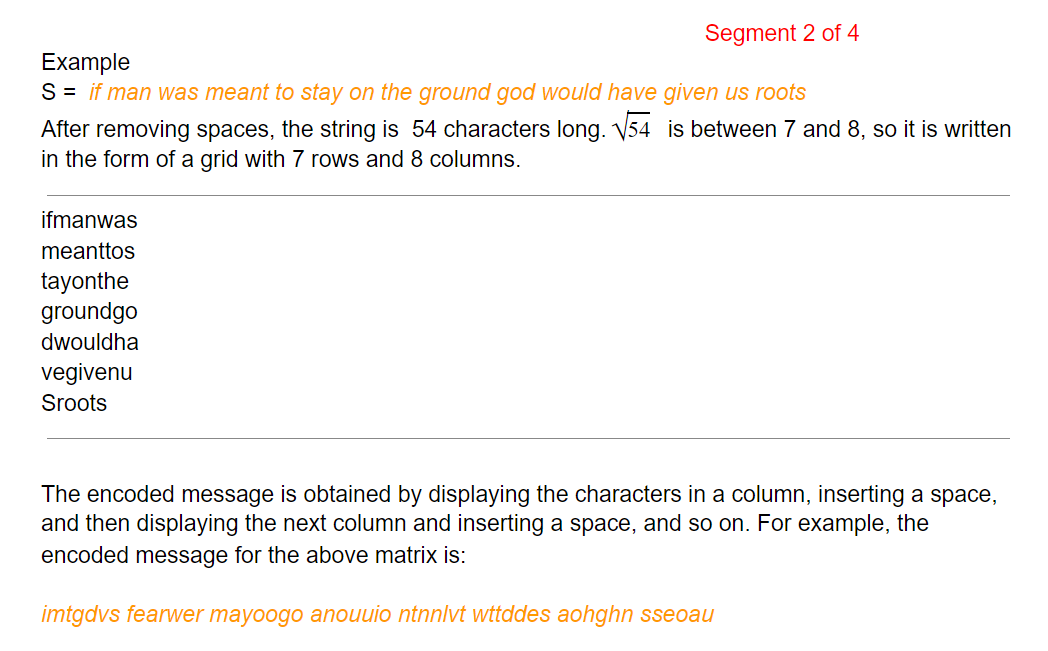 Segment 2 of 4
Example
S = if man was meant to stay on the ground god would have given us roots
After removing spaces, the string is 54 characters long. √54 is between 7 and 8, so it is written
in the form of a grid with 7 rows and 8 columns.
ifmanwas
meanttos
tayonthe
groundgo
dwouldha
vegivenu
Sroots
The encoded message is obtained by displaying the characters in a column, inserting a space,
and then displaying the next column and inserting a space, and so on. For example, the
encoded message for the above matrix is:
imtgdvs fearwer mayoogo anouuio ntnnlvt wttddes aohghn sseoau